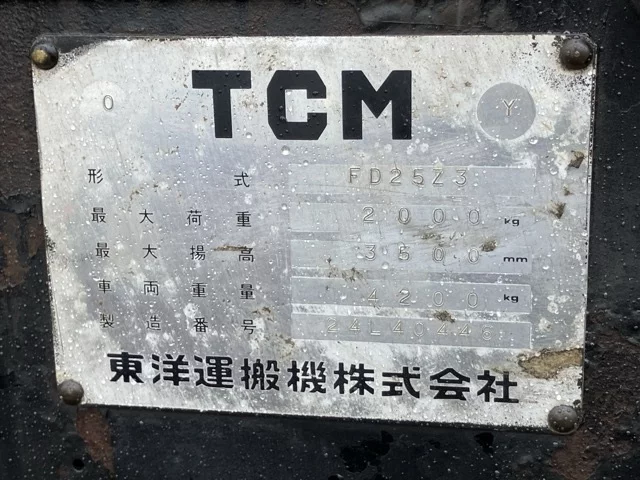 TCM
O
Y
形式 FD25Z3
最大荷重 2000 kg
最大揚高 3500 mm
車両重量 4200 kg
製造番号
東洋運搬機株式会社